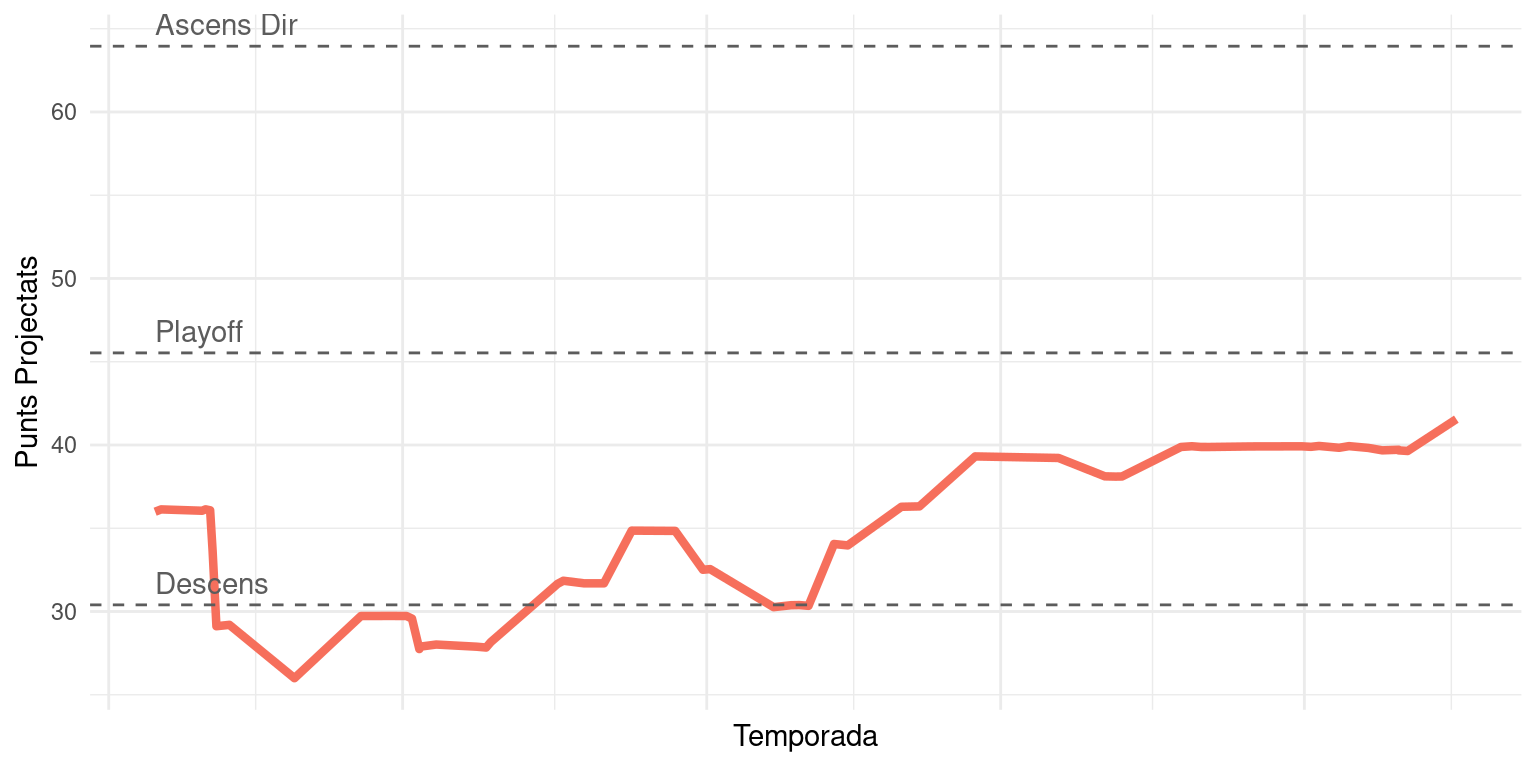 Ascens Dir
60
50
Playoff
Punts Projectats
40
Descens
30
Temporada